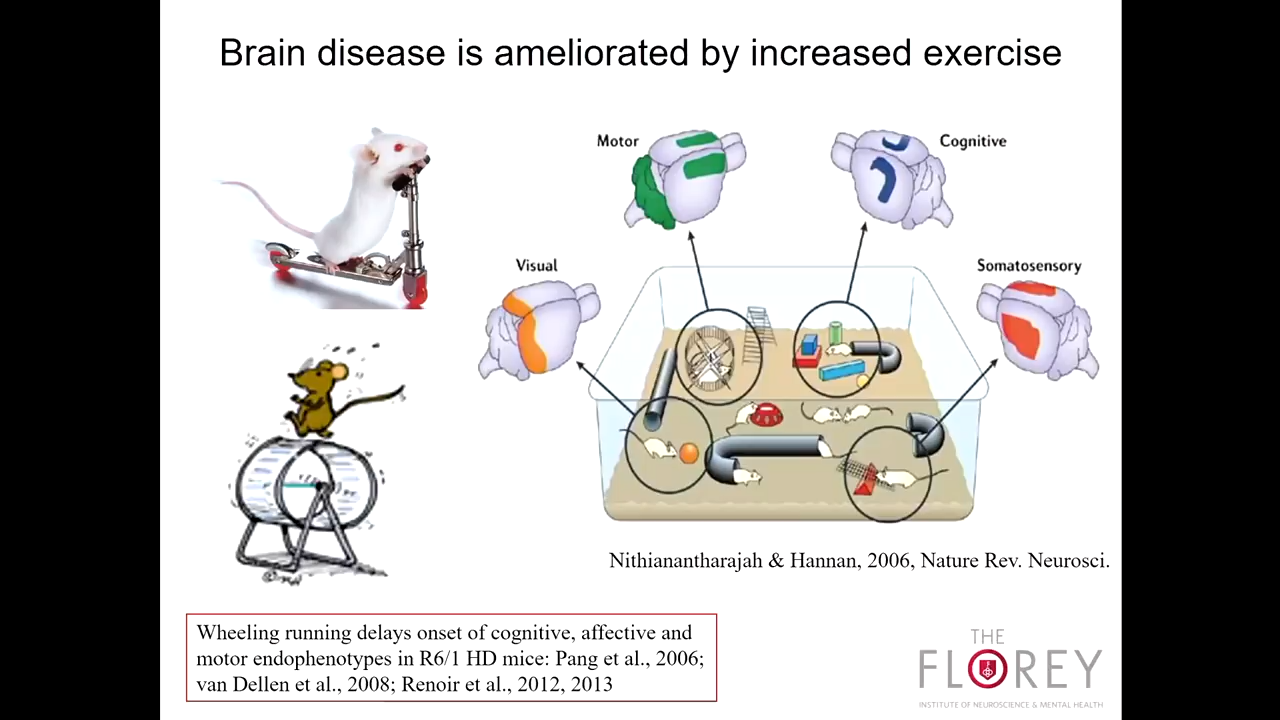 Brain disease is ameliorated by increased exercise
Motor
Cognitive
Visual
Somatosensory
Nithianantharajah & Hannan, 2006, Nature Rev. Neurosci.
Wheeling running delays onset of cognitive, affective and
motor endophenotypes in R6/1 HD mice: Pang et al., 2006;
van Dellen et al., 2008; Renoir et al., 2012, 2013
THE
FLOREY
INSTITUTE OF NEUROSCIENCE & MENTAL HEALTH